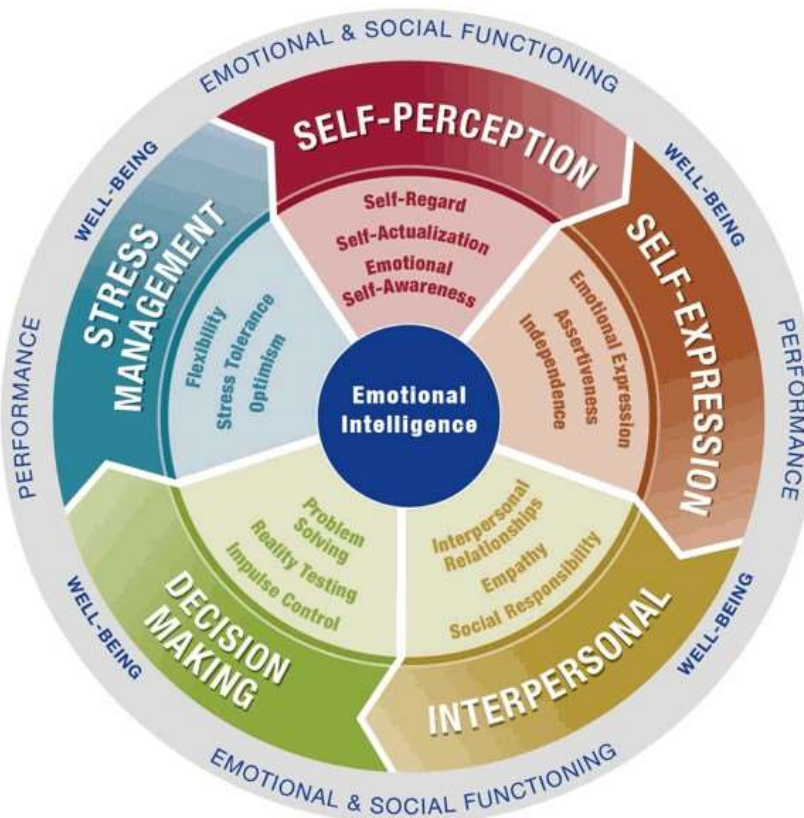 EMOTIONAL & SOCIAL FUNCTIONING
WELL-BEING
WELL-BEING
PERFORMANCE
PERFORMANCE
SELF-PERCEPTION
Self-Regard
Self-Actualization
Emotional
Self-Awareness
SELF-EXPRESSION
Emotional Expression
Assertiveness
Independence
INTERPERSONAL
Interpersonal
Relationships
Empathy
Social Responsibility
DECISION
MAKING
Problem
Solving
Reality Testing
Impulse Control
STRESS
MANAGEMENT
Flexibility
Stress Tolerance
Optimism
Emotional
Intelligence
WELL-BEING
WELL-BEING
EMOTIONAL & SOCIAL FUNCTIONING